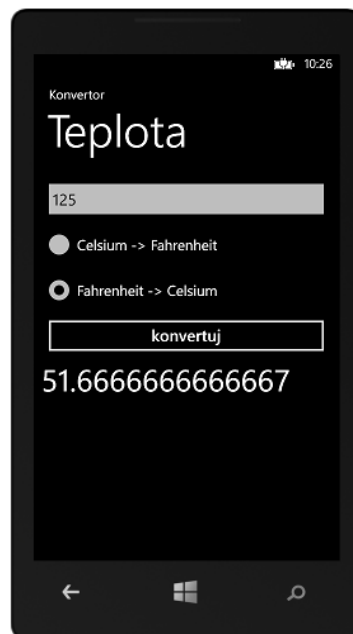 10:26
Konvertor
Teplota
125
Celsium -> Fahrenheit
Fahrenheit -> Celsium
konvertuj
51.6666666666667